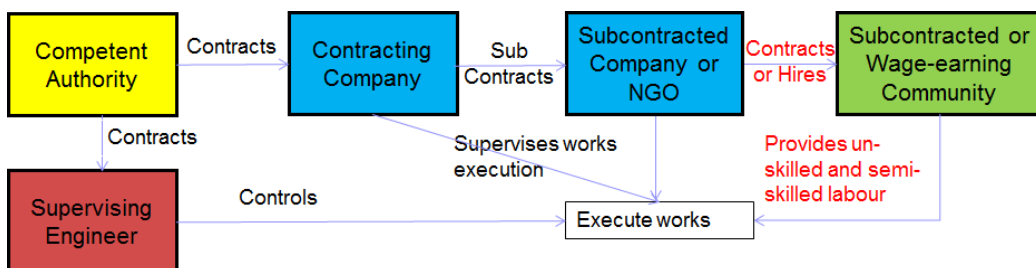 Competent
Authority
Contracts
Contracting
Company
Sub
Contracts
Subcontracted
Company or
NGO
Contracts
or Hires
Subcontracted or
Wage-earning
Community
Contracts
Supervises works
execution
Provides un-
skilled and semi-
skilled labour
Supervising
Engineer
Controls
Execute works